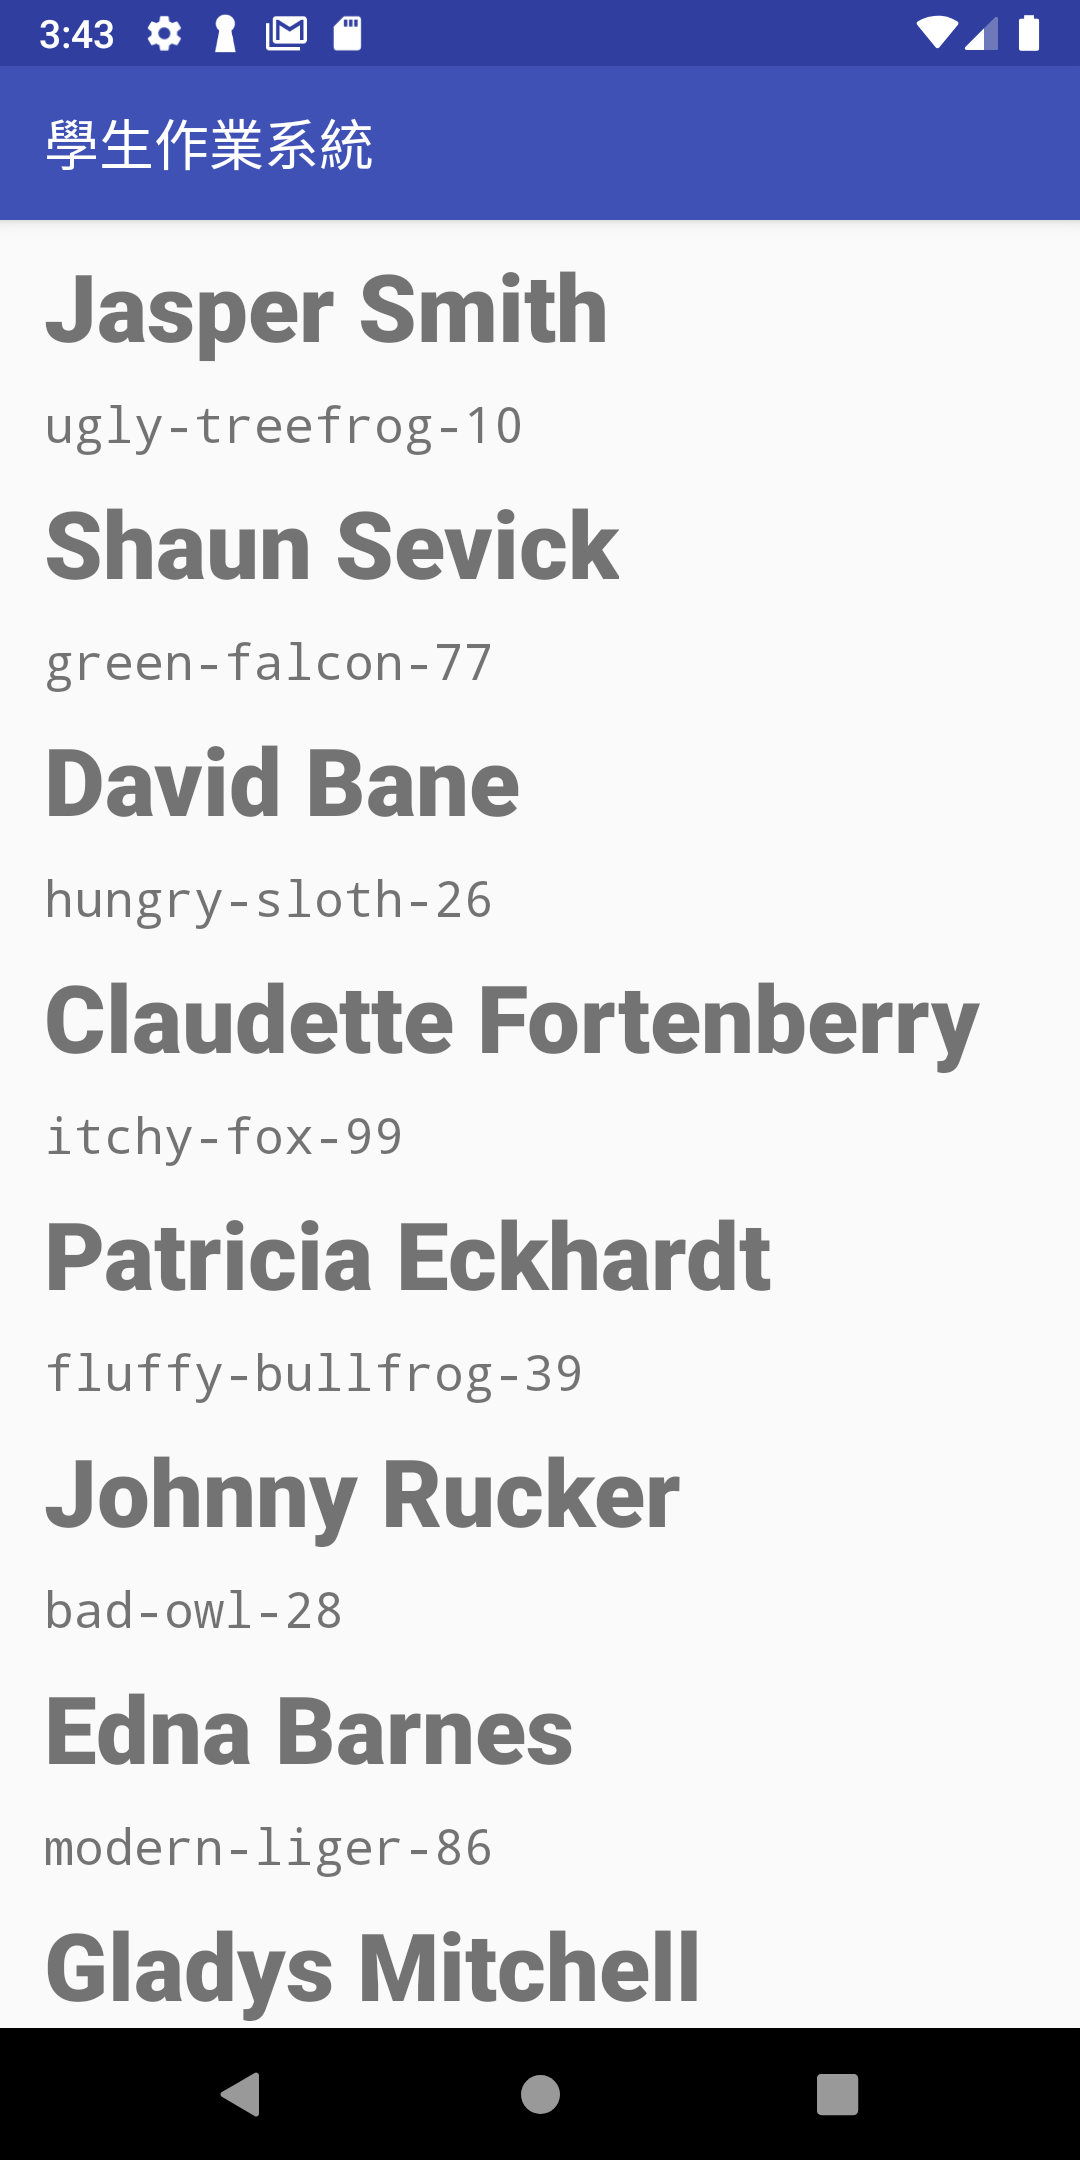 3:43
學生作業系統
Jasper Smith
ugly-treefrog-10
Shaun Sevick
green-falcon-77
David Bane
hungry-sloth-26
Claudette Fortenberry
itchy-fox-99
Patricia Eckhardt
fluffy-bullfrog-39
Johnny Rucker
bad-owl-28
Edna Barnes
modern-liger-86
Gladys Mitchell